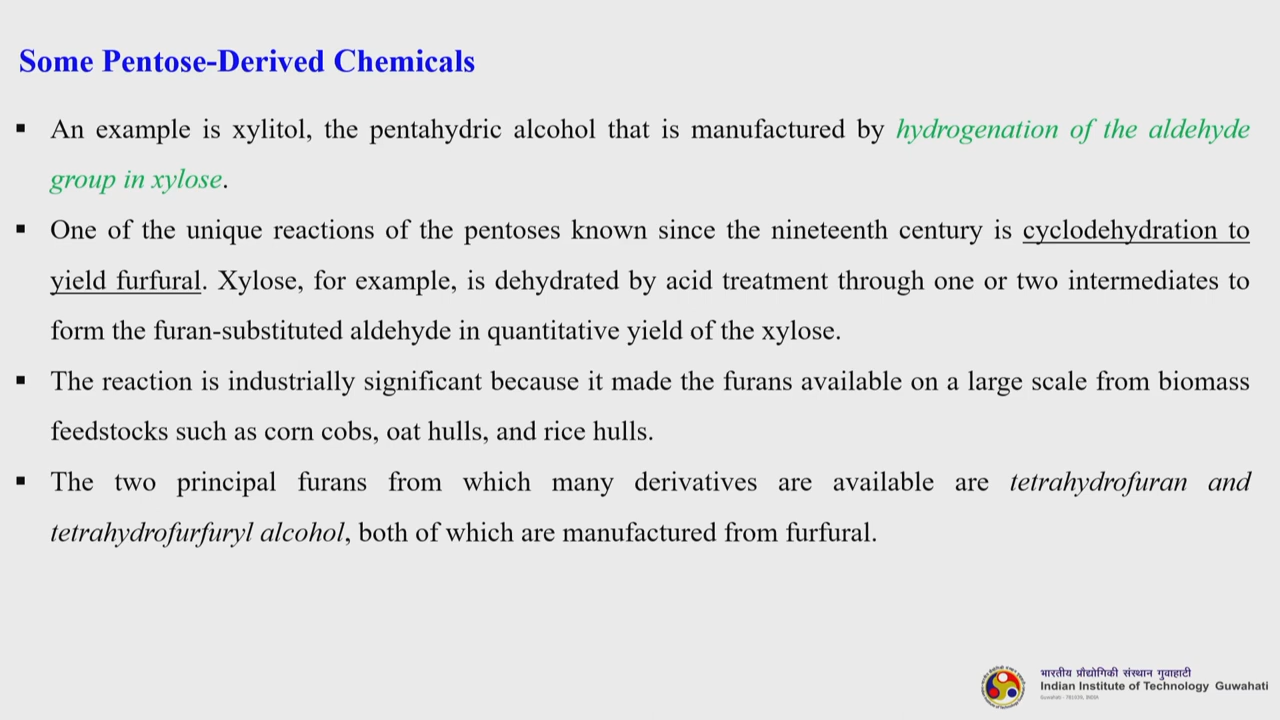 Some Pentose-Derived Chemicals
▪ An example is xylitol, the pentahydric alcohol that is manufactured by hydrogenation of the aldehyde
group in xylose.
▪ One of the unique reactions of the pentoses known since the nineteenth century is cyclodehydration to
yield furfural. Xylose, for example, is dehydrated by acid treatment through one or two intermediates to
form the furan-substituted aldehyde in quantitative yield of the xylose.
▪ The reaction is industrially significant because it made the furans available on a large scale from biomass
feedstocks such as corn cobs, oat hulls, and rice hulls.
▪ The two principal furans from which many derivatives are available are tetrahydrofuran and
tetrahydrofurfuryl alcohol, both of which are manufactured from furfural.
भारतीय प्रौद्योगिकी संस्थान गुवाहाटी
Indian Institute of Technology Guwahati
Guwahati - 781039, INDIA